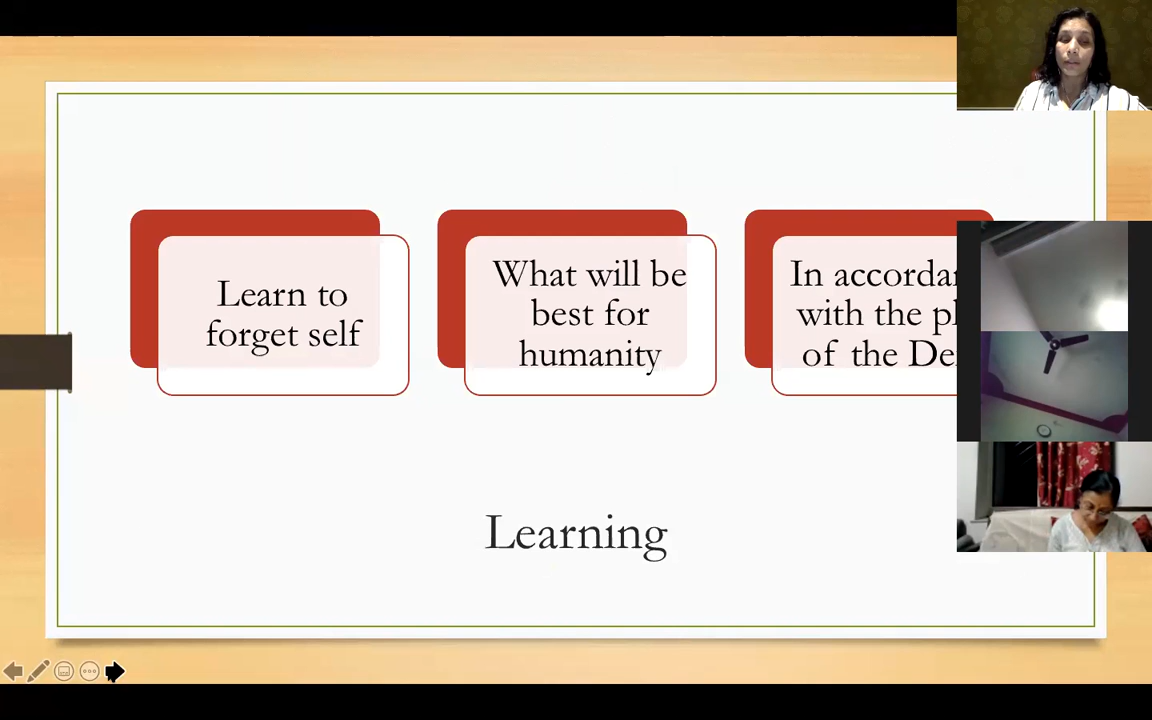 Learn to
forget self
What will be
best for
humanity
In
with the
of the
Learning